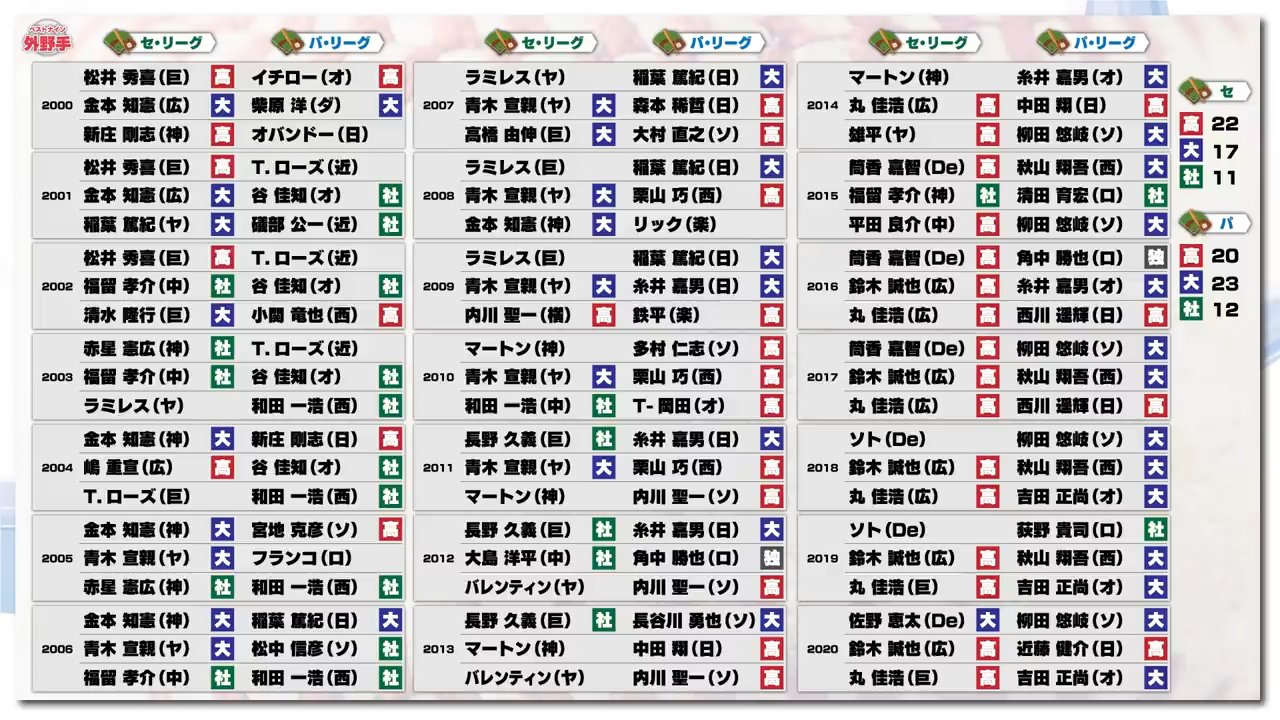 ベストナイン
外野手
セ・リーグ パ・リーグ
2000
松井 秀喜(巨) 高 イチロー(オ) 高
金本 知憲(広) 大 柴原 洋(ダ) 大
新庄 剛志(神) 高 オバンドー(日)
2001
松井 秀喜(巨) 高 T. ローズ(近)
金本 知憲(広) 大 谷 佳知(オ) 社
稲葉 篤紀(ヤ) 大 礒部 公一(近) 社
2002
松井 秀喜(巨) 高 T. ローズ(近)
福留 孝介(中) 社 谷 佳知(オ) 社
清水 隆行(巨) 大 小関 竜也(西) 高
2003
赤星 憲広(神) 社 T. ローズ(近)
福留 孝介(中) 社 谷 佳知(オ) 社
ラミレス(ヤ) 和田 一浩(西) 社
2004
金本 知憲(神) 大 新庄 剛志(日) 高
嶋 重宣(広) 高 谷 佳知(オ) 社
T. ローズ(巨) 和田 一浩(西) 社
2005
金本 知憲(神) 大 宮地 克彦(ソ) 高
青木 宣親(ヤ) 大 フランコ(ロ)
赤星 憲広(神) 社 和田 一浩(西) 社
2006
金本 知憲(神) 大 稲葉 篤紀(日) 大
青木 宣親(ヤ) 大 松中 信彦(ソ) 社
福留 孝介(中) 社 和田 一浩(西) 社
セ・リーグ パ・リーグ
2007
ラミレス(ヤ) 稲葉 篤紀(日) 大
青木 宣親(ヤ) 大 森本 稀哲(日) 高
高橋 由伸(巨) 大 大村 直之(ソ) 高
2008
ラミレス(巨) 稲葉 篤紀(日) 大
青木 宣親(ヤ) 大 栗山 巧(西) 高
金本 知憲(神) 大 リック(楽)
2009
ラミレス(巨) 稲葉 篤紀(日) 大
青木 宣親(ヤ) 大 糸井 嘉男(日) 大
内川 聖一(横) 高 鉄平(楽) 高
2010
マートン(神) 多村 仁志(ソ) 高
青木 宣親(ヤ) 大 栗山 巧(西) 高
和田 一浩(中) 社 T-岡田(オ) 高
2011
長野 久義(巨) 社 糸井 嘉男(日) 大
青木 宣親(ヤ) 大 栗山 巧(西) 高
マートン(神) 内川 聖一(ソ) 高
2012
長野 久義(巨) 社 糸井 嘉男(日) 大
大島 洋平(中) 社 角中 勝也(ロ) 独
バレンティン(ヤ) 内川 聖一(ソ) 高
2013
長野 久義(巨) 社 長谷川 勇也(ソ) 大
マートン(神) 中田 翔(日) 高
バレンティン(ヤ) 内川 聖一(ソ) 高
セ・リーグ パ・リーグ
2014
マートン(神) 糸井 嘉男(オ) 大
丸 佳浩(広) 高 中田 翔(日) 高
雄平(ヤ) 高 柳田 悠岐(ソ) 大
2015
筒香 嘉智(De) 高 秋山 翔吾(西) 大
福留 孝介(神) 社 清田 育宏(ロ) 社
平田 良介(中) 高 柳田 悠岐(ソ) 大
2016
筒香 嘉智(De) 高 角中 勝也(ロ) 独
鈴木 誠也(広) 高 糸井 嘉男(オ) 大
丸 佳浩(広) 高 西川 遥輝(日) 高
2017
筒香 嘉智(De) 高 柳田 悠岐(ソ) 大
鈴木 誠也(広) 高 秋山 翔吾(西) 大
丸 佳浩(広) 高 西川 遥輝(日) 高
2018
ソト(De) 柳田 悠岐(ソ) 大
鈴木 誠也(広) 高 秋山 翔吾(西) 大
丸 佳浩(広) 高 吉田 正尚(オ) 大
2019
ソト(De) 荻野 貴司(ロ) 社
鈴木 誠也(広) 高 秋山 翔吾(西) 大
丸 佳浩(巨) 高 吉田 正尚(オ) 大
2020
佐野 恵太(De) 大 柳田 悠岐(ソ) 大
鈴木 誠也(広) 高 近藤 健介(日) 高
丸 佳浩(巨) 高 吉田 正尚(オ) 大
セ
高 22
大 17
社 11
パ
高 20
大 23
社 12